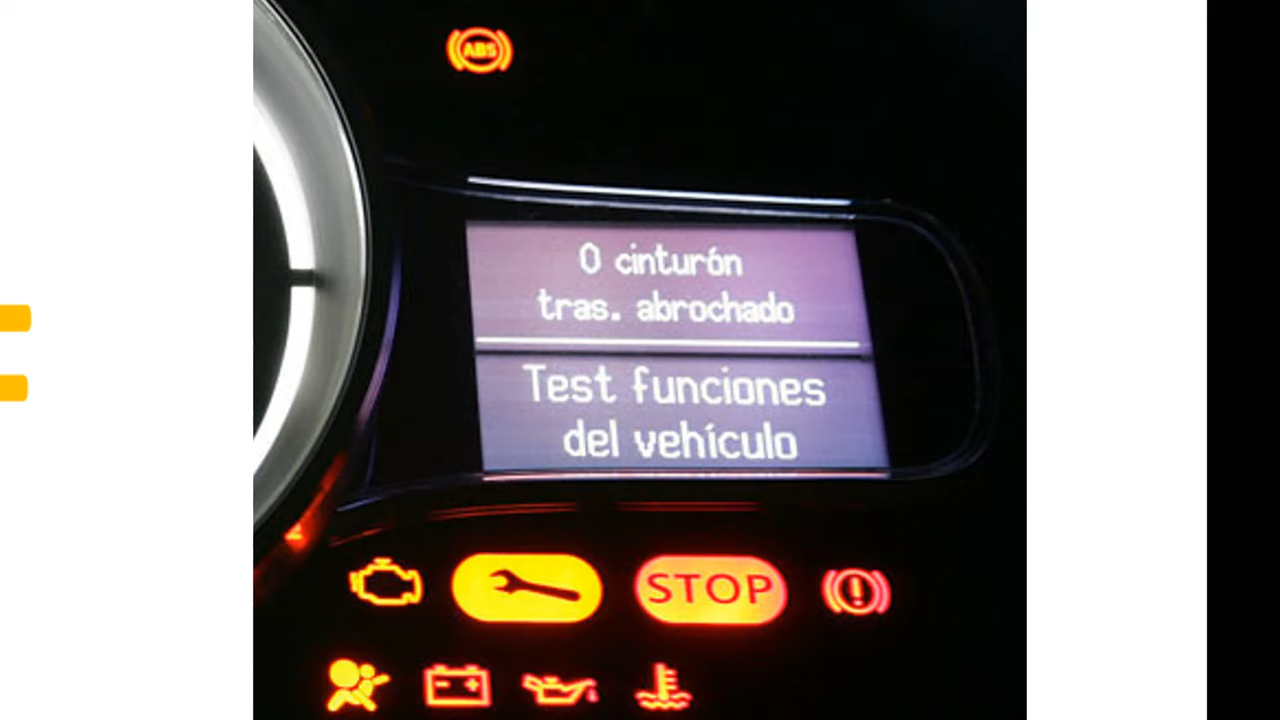 ABS
0 cinturón
tras. abrochado
Test funciones
del vehículo
STOP